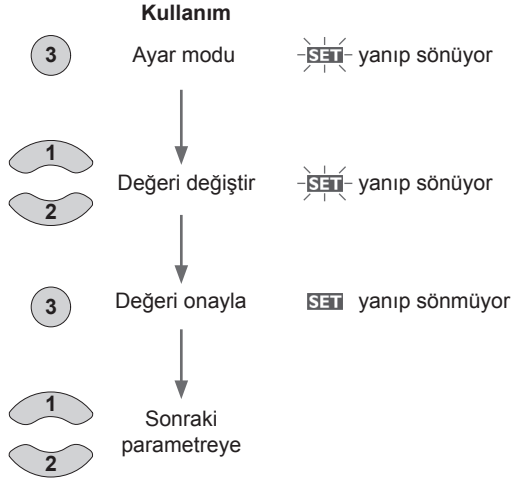 Kullanım
3 Ayar modu SET yanıp sönüyor
1
Değeri değiştir SET yanıp sönüyor
2
3 Değeri onayla SET yanıp sönmüyor
1
Sonraki
parametreye
2